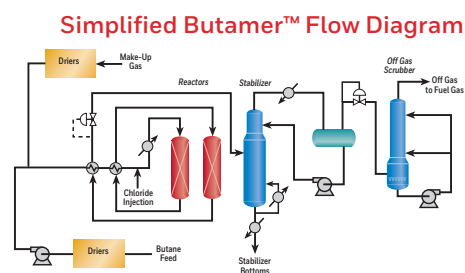 Simplified Butamer™ Flow Diagram
Driers
Make-Up
Gas
Reactors
Stabilizer
Off Gas
Scrubber
Off Gas
to Fuel Gas
Chloride
Injection
Driers
Butane
Feed
Stabilizer
Bottoms